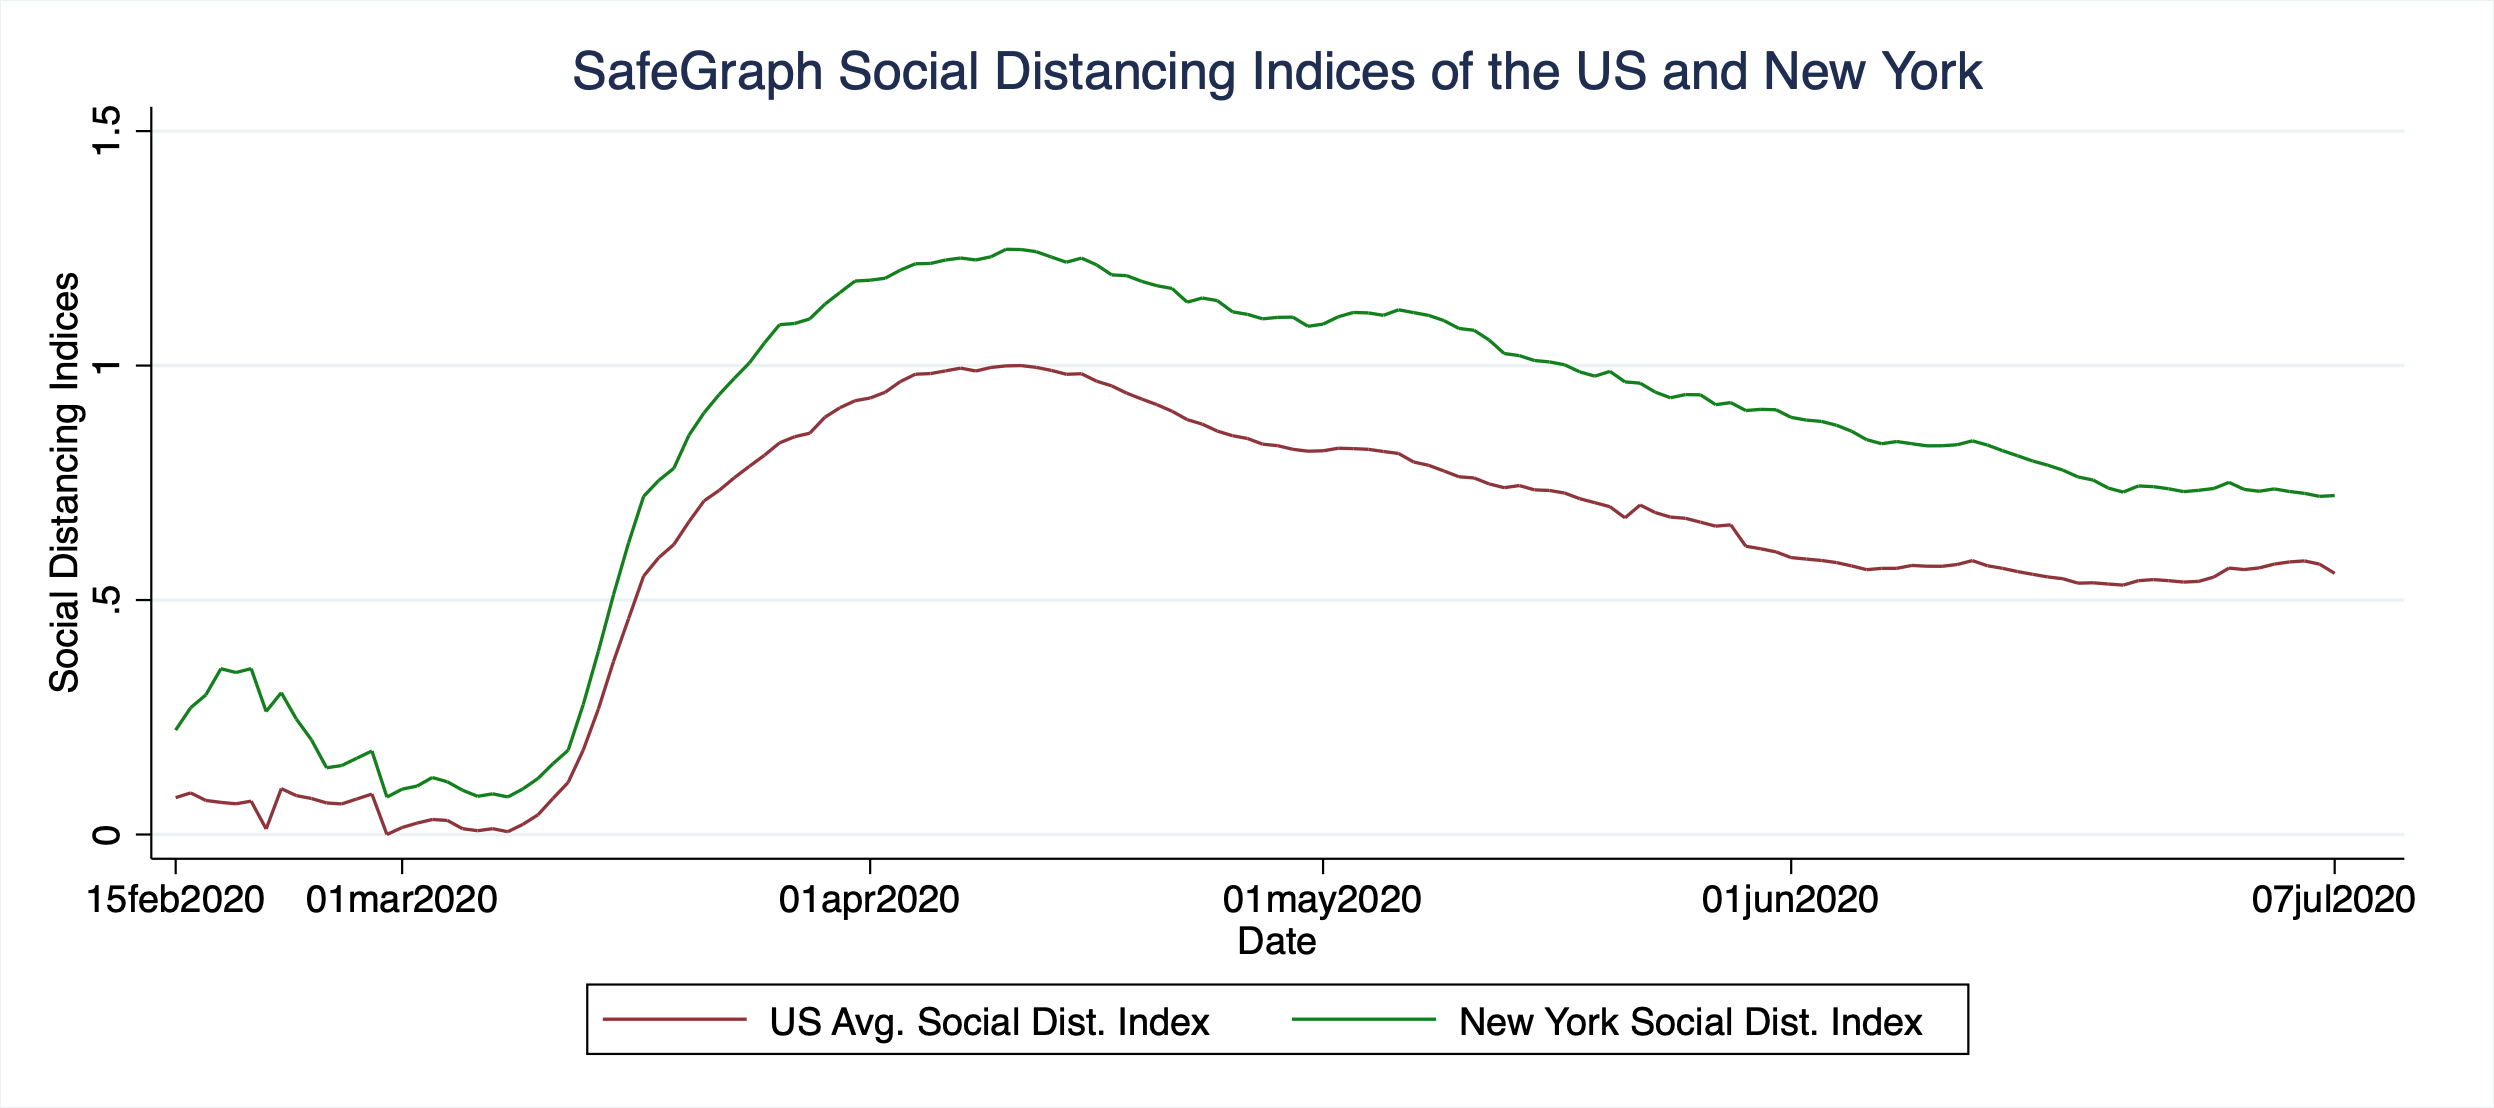 SafeGraph Social Distancing Indices of the US and New York
Social Distancing Indices
1.5
1
.5
0
15feb2020 01mar2020 01apr2020 01may2020 01jun2020 07jul2020
Date
US Avg. Social Dist. Index New York Social Dist. Index